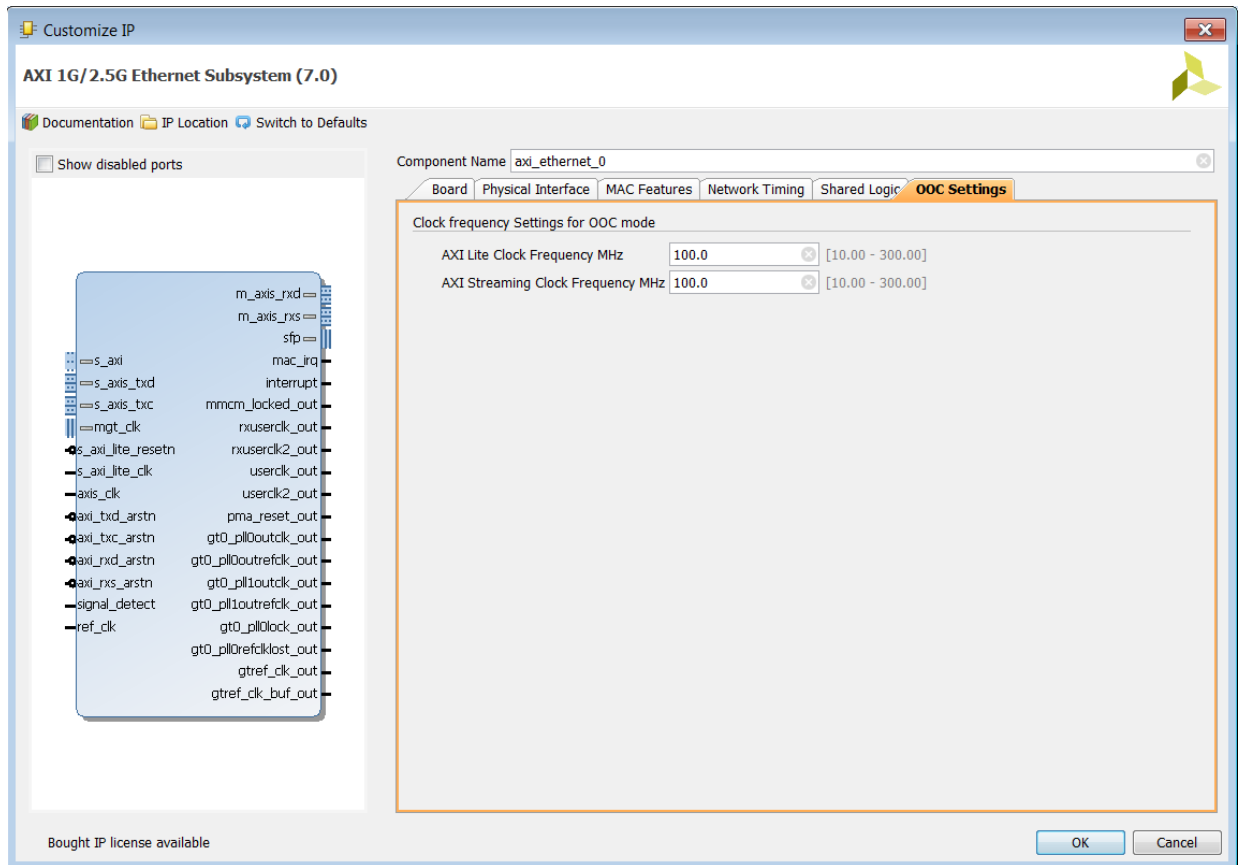 Customize IP
AXI 1G/2.5G Ethernet Subsystem (7.0)
Documentation IP Location Switch to Defaults
Show disabled ports
m_axis_rxd
m_axis_rxs
sfp
s_axi mac_irq
s_axis_txd interrupt
s_axis_txc mmcm_locked_out
mgt_clk rxuserclk_out
s_axi_lite_resetn rxuserclk2_out
s_axi_lite_clk userclk_out
axis_clk userclk2_out
axi_txd_arstn pma_reset_out
axi_txc_arstn gt0_pll0outclk_out
axi_rxd_arstn gt0_pll0outrefclk_out
axi_rxs_arstn gt0_pll1outclk_out
signal_detect gt0_pll1outrefclk_out
ref_clk gt0_pll0lock_out
gt0_pll0refclklost_out
gtref_clk_out
gtref_clk_buf_out
Component Name axi_ethernet_0
Board Physical Interface MAC Features Network Timing Shared Logic OOC Settings
Clock frequency Settings for OOC mode
AXI Lite Clock Frequency MHz 100.0 [10.00 - 300.00]
AXI Streaming Clock Frequency MHz 100.0 [10.00 - 300.00]
Bought IP license available
OK Cancel